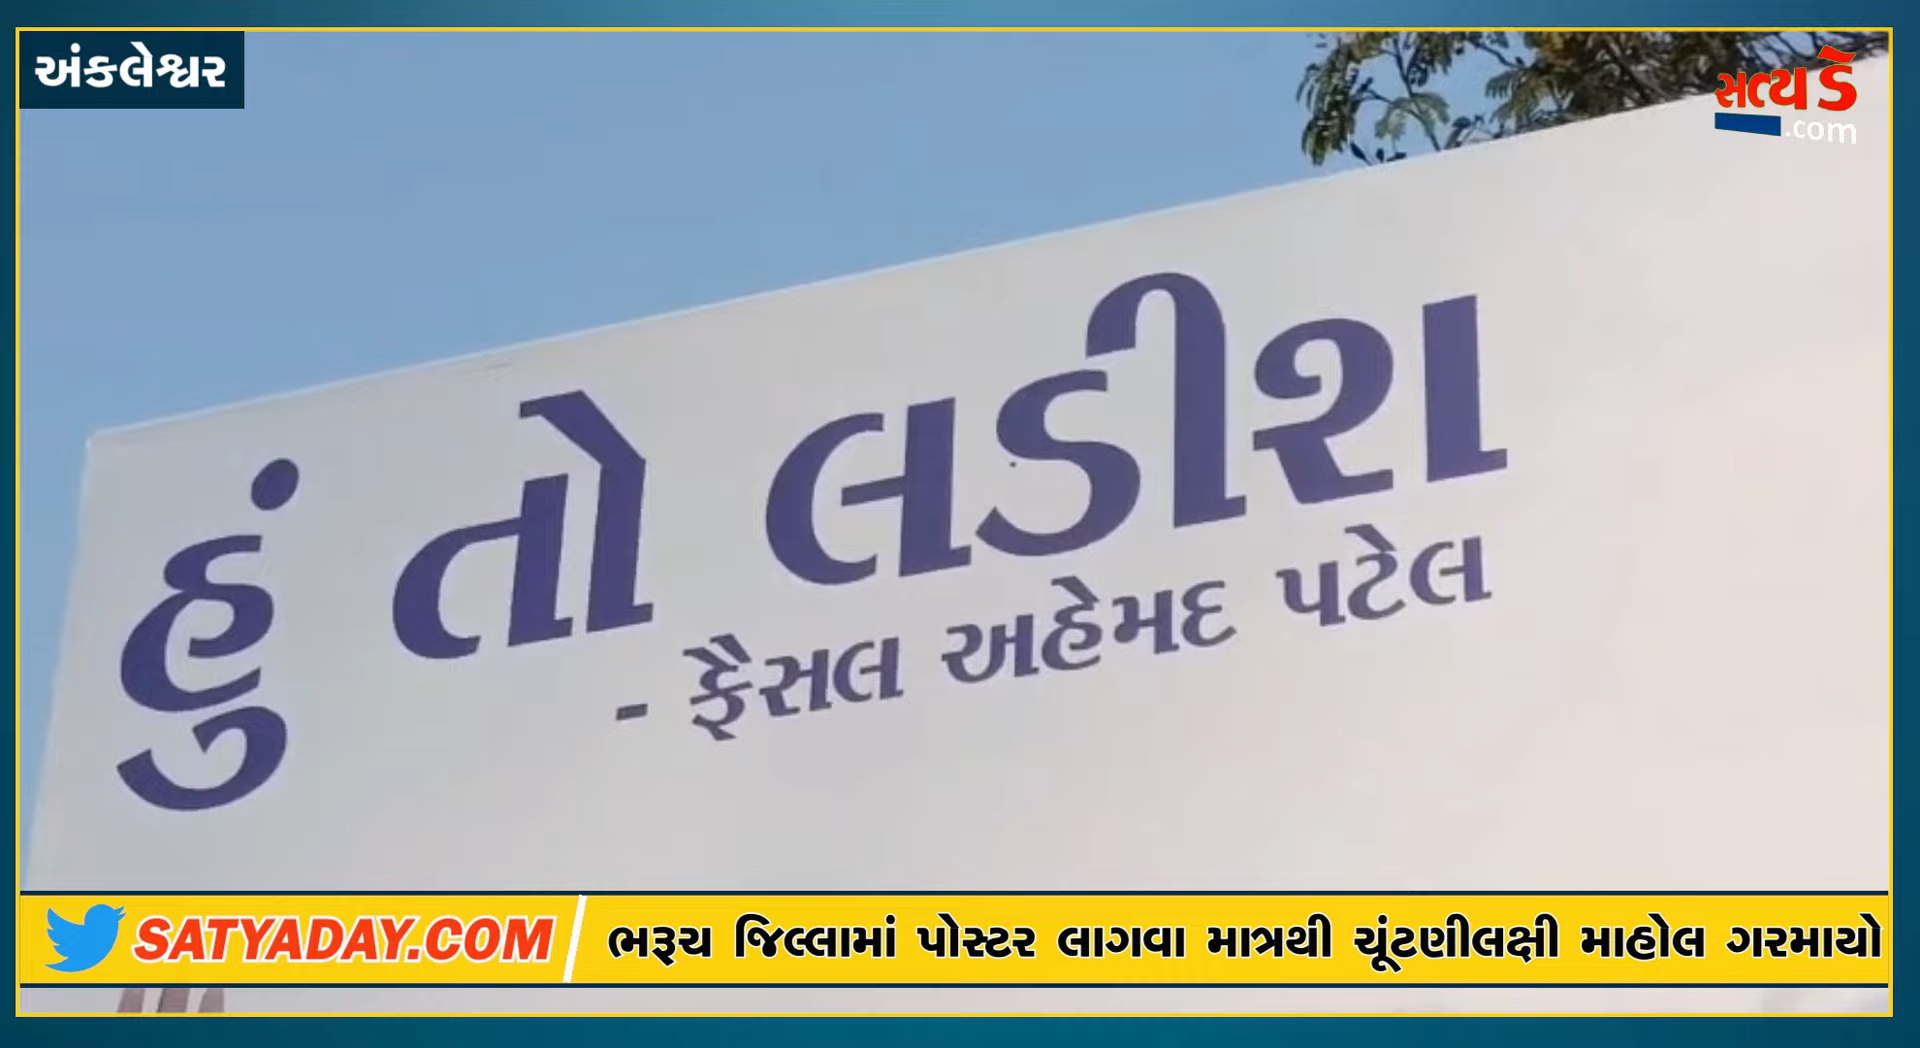 અંકલેશ્વર
સત્ય ડે
.com
હું તો લડીશ
- ફૈસલ અહેમદ પટેલ
SATYADAY.COM
ભરૂચ જિલ્લામાં પોસ્ટર લાગવા માત્રથી ચૂંટણીલક્ષી માહોલ ગરમાયો